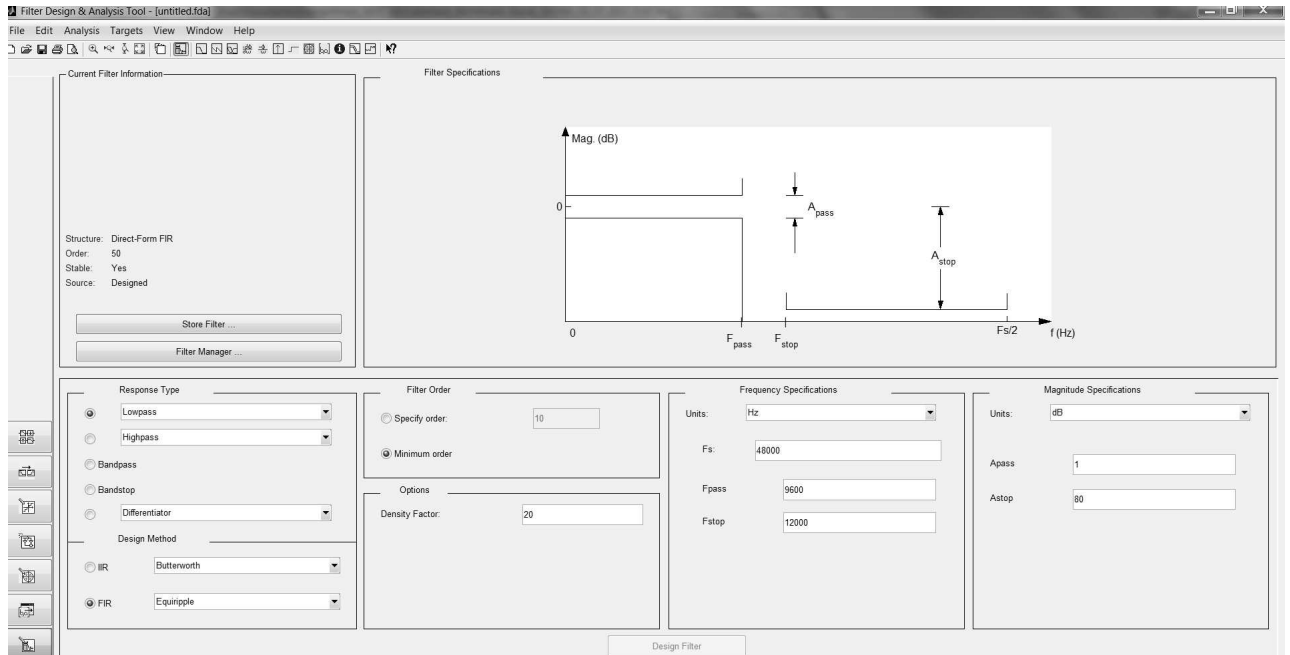 Filter Design & Analysis Tool - [untitled.fda]
File Edit Analysis Targets View Window Help
Current Filter Information
Structure: Direct-Form FIR
Order: 50
Stable: Yes
Source: Designed
Store Filter ...
Filter Manager ...
Filter Specifications
Mag. (dB)
0
Apass
Astop
0
Fpass
Fstop
Fs/2
f (Hz)
Response Type
Lowpass
Highpass
Bandpass
Bandstop
Differentiator
Design Method
IIR Butterworth
FIR Equiripple
Filter Order
Specify order: 10
Minimum order
Options
Density Factor: 20
Frequency Specifications
Units: Hz
Fs: 48000
Fpass 9600
Fstop 12000
Magnitude Specifications
Units: dB
Apass 1
Astop 80
Design Filter